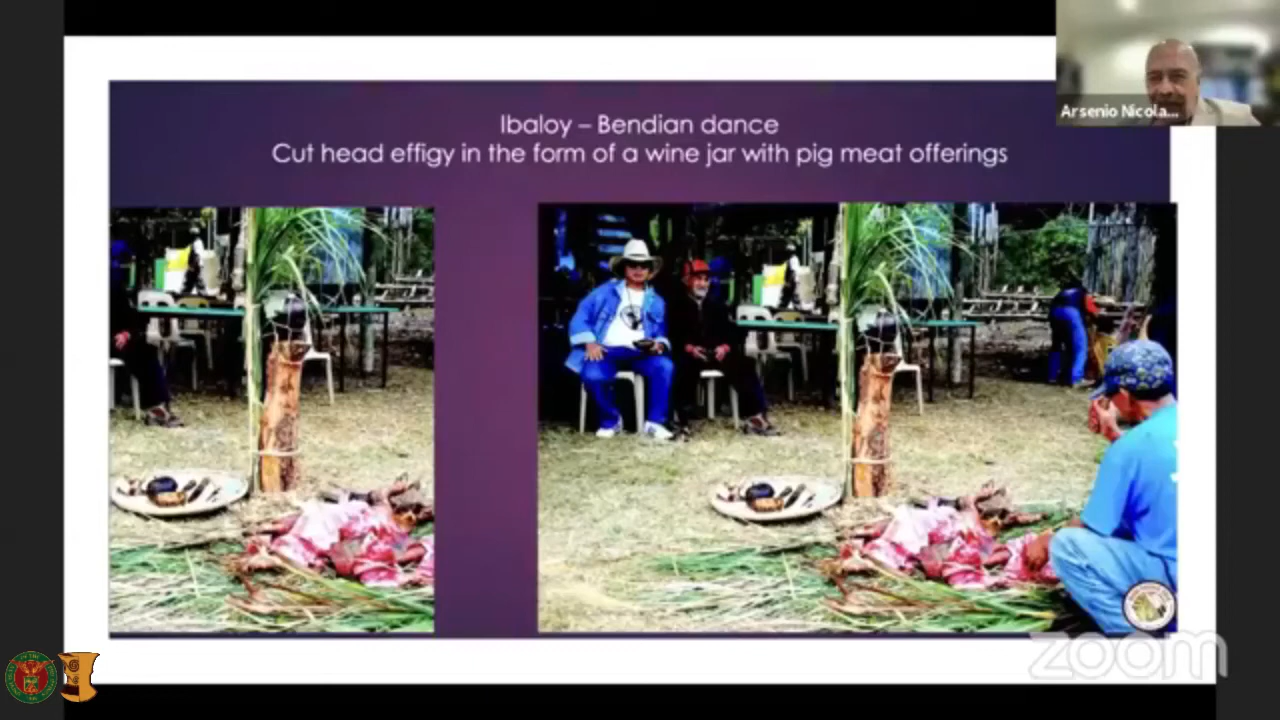 Ibaloy – Bendian dance
Cut head effigy in the form of a wine jar with pig meat offerings
Arsenio Nicola...
zoom